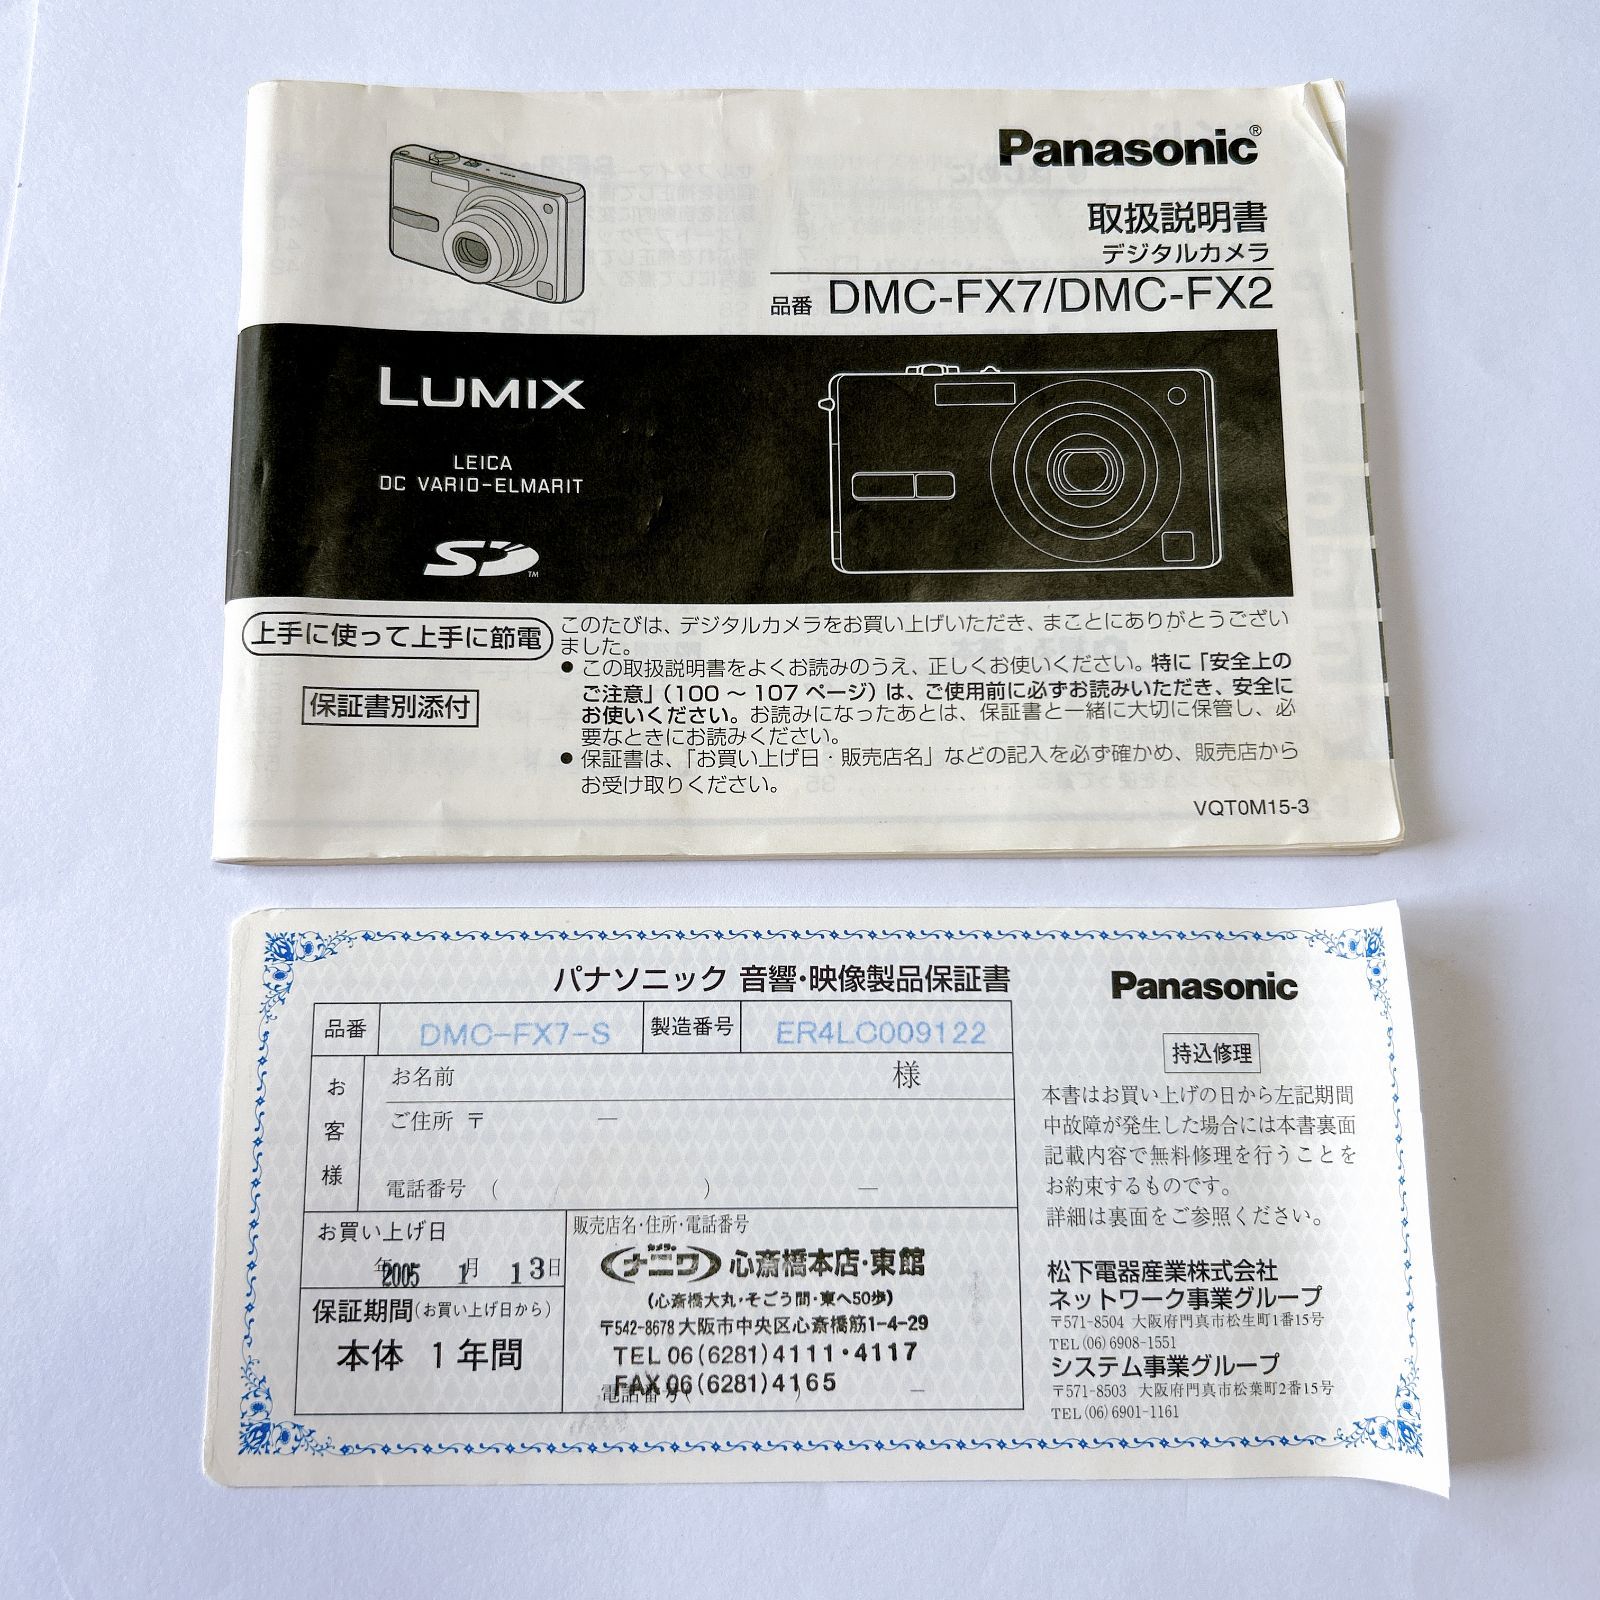 Panasonic®
取扱説明書
デジタルカメラ
品番 DMC-FX7/DMC-FX2
LUMIX
LEICA
DC VARIO-ELMARIT
SD™
上手に使って上手に節電
保証書別添付
このたびは、デジタルカメラをお買い上げいただき、まことにありがとうござい
ました。
● この取扱説明書をよくお読みのうえ、正しくお使いください。特に「安全上の
ご注意」（100 ～ 107 ページ）は、ご使用前に必ずお読みいただき、安全に
お使いください。お読みになったあとは、保証書と一緒に大切に保管し、必
要なときにお読みください。
● 保証書は、「お買い上げ日・販売店名」などの記入を必ず確かめ、販売店から
お受け取りください。
VQT0M15-3
パナソニック 音響・映像製品保証書
品番 DMC-FX7-S 製造番号 ER4LC009122
お客様
お名前 様
ご住所 〒 －
電話番号 （ ） －
お買い上げ日
2005年 1月 13日
保証期間（お買い上げ日から）
本体 1年間
販売店名・住所・電話番号
カメラのナニワ 心斎橋本店・東館
(心斎橋大丸・そごう間・東へ50歩)
〒542-8678 大阪市中央区心斎橋筋1-4-29
TEL 06(6281)4111・4117
FAX 06(6281)4165
電話番号（ ） －
Panasonic
持込修理
本書はお買い上げの日から左記期間
中故障が発生した場合には本書裏面
記載内容で無料修理を行うことを
お約束するものです。
詳細は裏面をご参照ください。
松下電器産業株式会社
ネットワーク事業グループ
〒571-8504 大阪府門真市松生町1番15号
TEL (06) 6908-1551
システム事業グループ
〒571-8503 大阪府門真市松葉町2番15号
TEL (06) 6901-1161